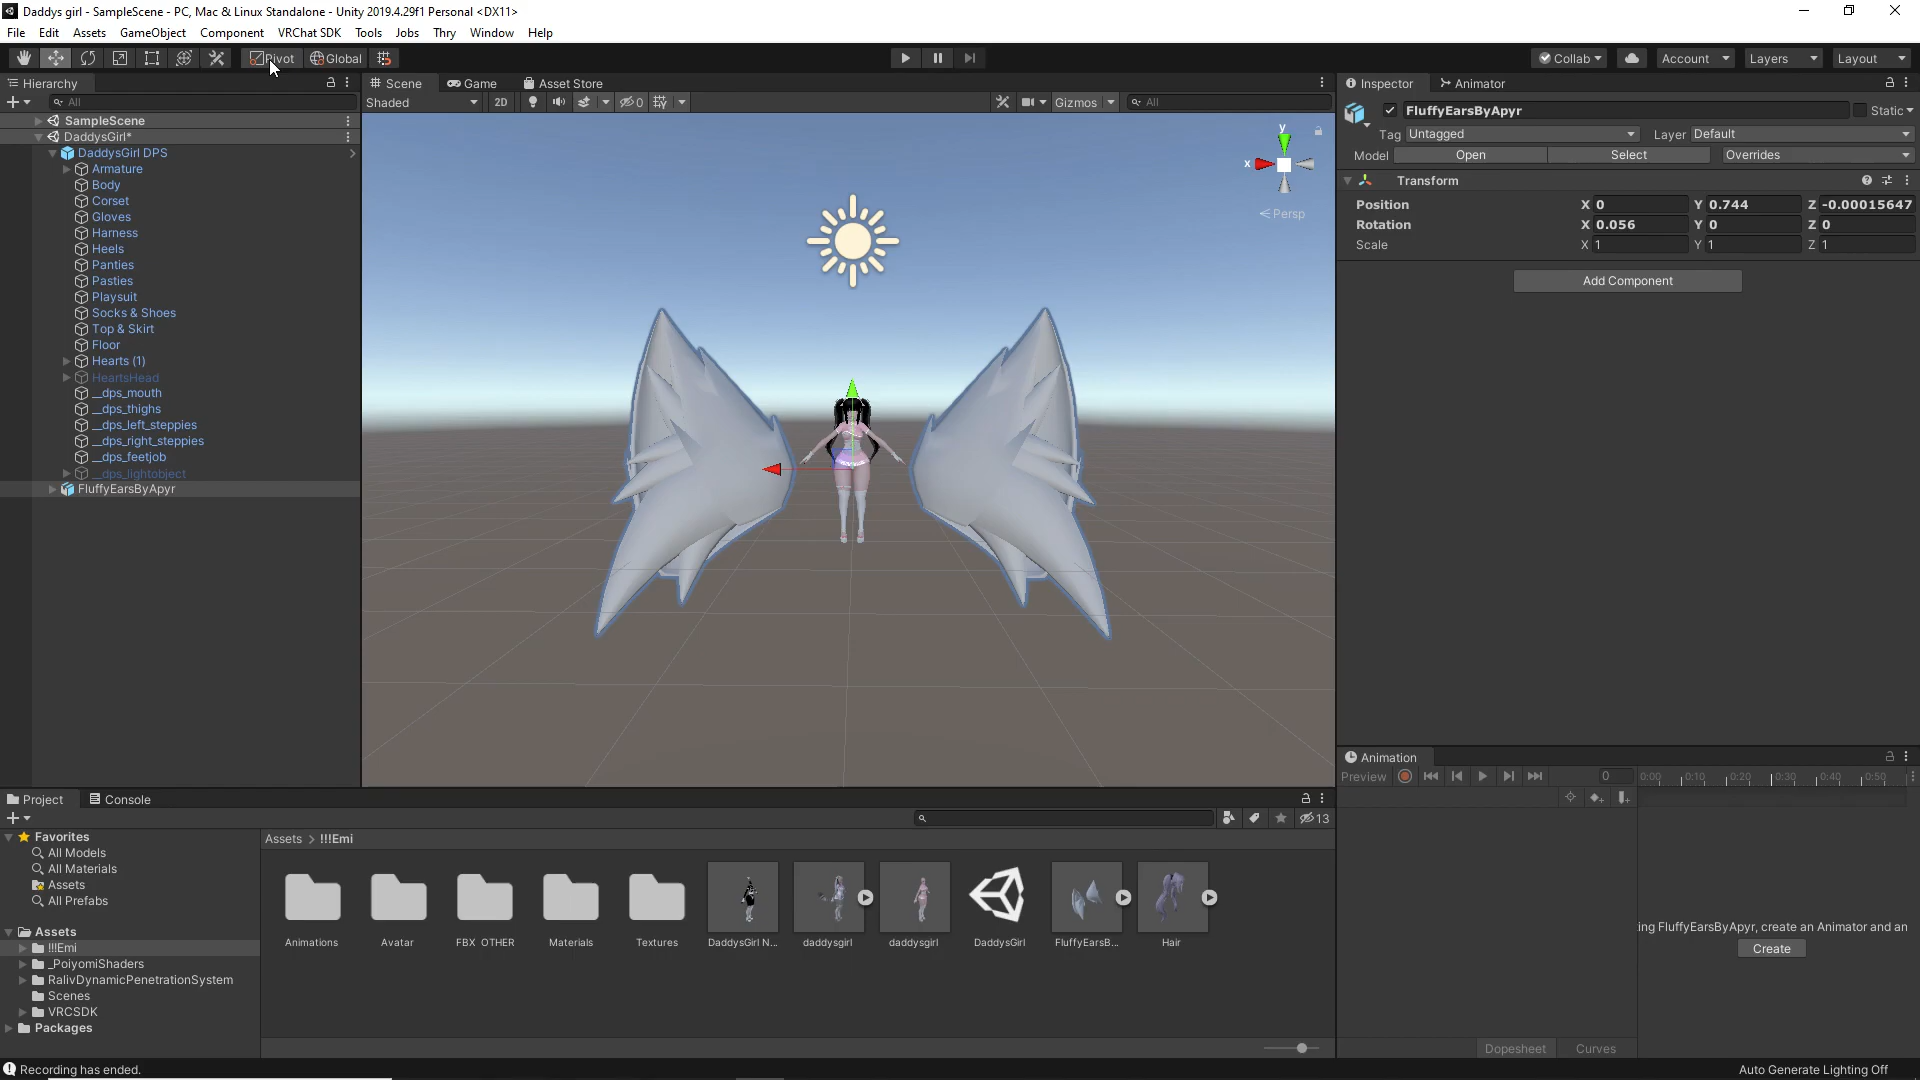 Daddys girl - SampleScene - PC, Mac & Linux Standalone - Unity 2019.4.29f1 Personal <DX11>
File Edit Assets GameObject Component VRChat SDK Tools Jobs Thry Window Help
Pivot Global Collab Account Layers Layout
Hierarchy
All
SampleScene
DaddysGirl*
DaddysGirl DPS
Armature
Body
Corset
Gloves
Harness
Heels
Panties
Pasties
Playsuit
Socks & Shoes
Top & Skirt
Floor
Hearts (1)
HeartsHead
__dps_mouth
__dps_thighs
__dps_left_steppies
__dps_right_steppies
__dps_feetjob
__dps_lightobject
FluffyEarsByApyr
Scene Game Asset Store
Shaded 2D 0 Gizmos All
y
x
Persp
Inspector Animator
FluffyEarsByApyr Static
Tag Untagged Layer Default
Model Open Select Overrides
Transform
Position X 0 Y 0.744 Z -0.00015647
Rotation X 0.056 Y 0 Z 0
Scale X 1 Y 1 Z 1
Add Component
Animation
Preview 0 0:00 0:10 0:20 0:30 0:40 0:50
ing FluffyEarsByApyr, create an Animator and an
Create
Dopesheet Curves
Project Console
13
Favorites
All Models
All Materials
Assets
All Prefabs
Assets
!!!Emi
_PoiyomiShaders
RalivDynamicPenetrationSystem
Scenes
VRCSDK
Packages
Assets > !!!Emi
Animations Avatar FBX OTHER Materials Textures DaddysGirl N... daddysgirl daddysgirl DaddysGirl FluffyEarsB... Hair
Recording has ended.
Auto Generate Lighting Off